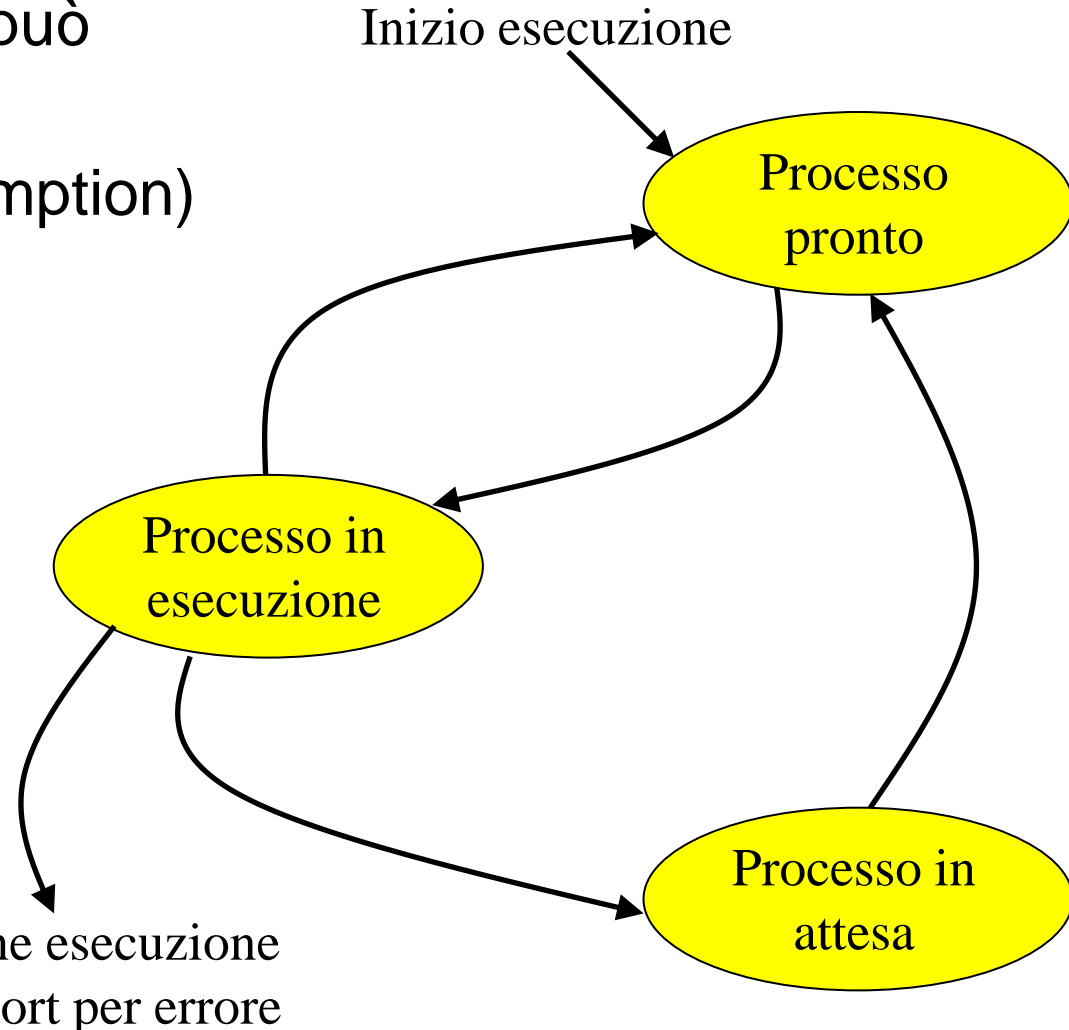 può
Inizio esecuzione
Processo
pronto
mption)
Processo in
esecuzione
Processo in
attesa
ne esecuzione
ort per errore